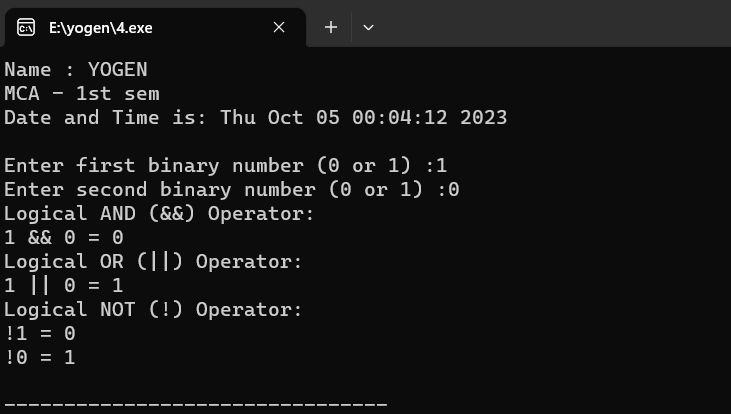 E:\yogen\4.exe
Name : YOGEN
MCA - 1st sem
Date and Time is: Thu Oct 05 00:04:12 2023
Enter first binary number (0 or 1) :1
Enter second binary number (0 or 1) :0
Logical AND (&&) Operator:
1 && 0 = 0
Logical OR (||) Operator:
1 || 0 = 1
Logical NOT (!) Operator:
!1 = 0
!0 = 1
--------------------------------